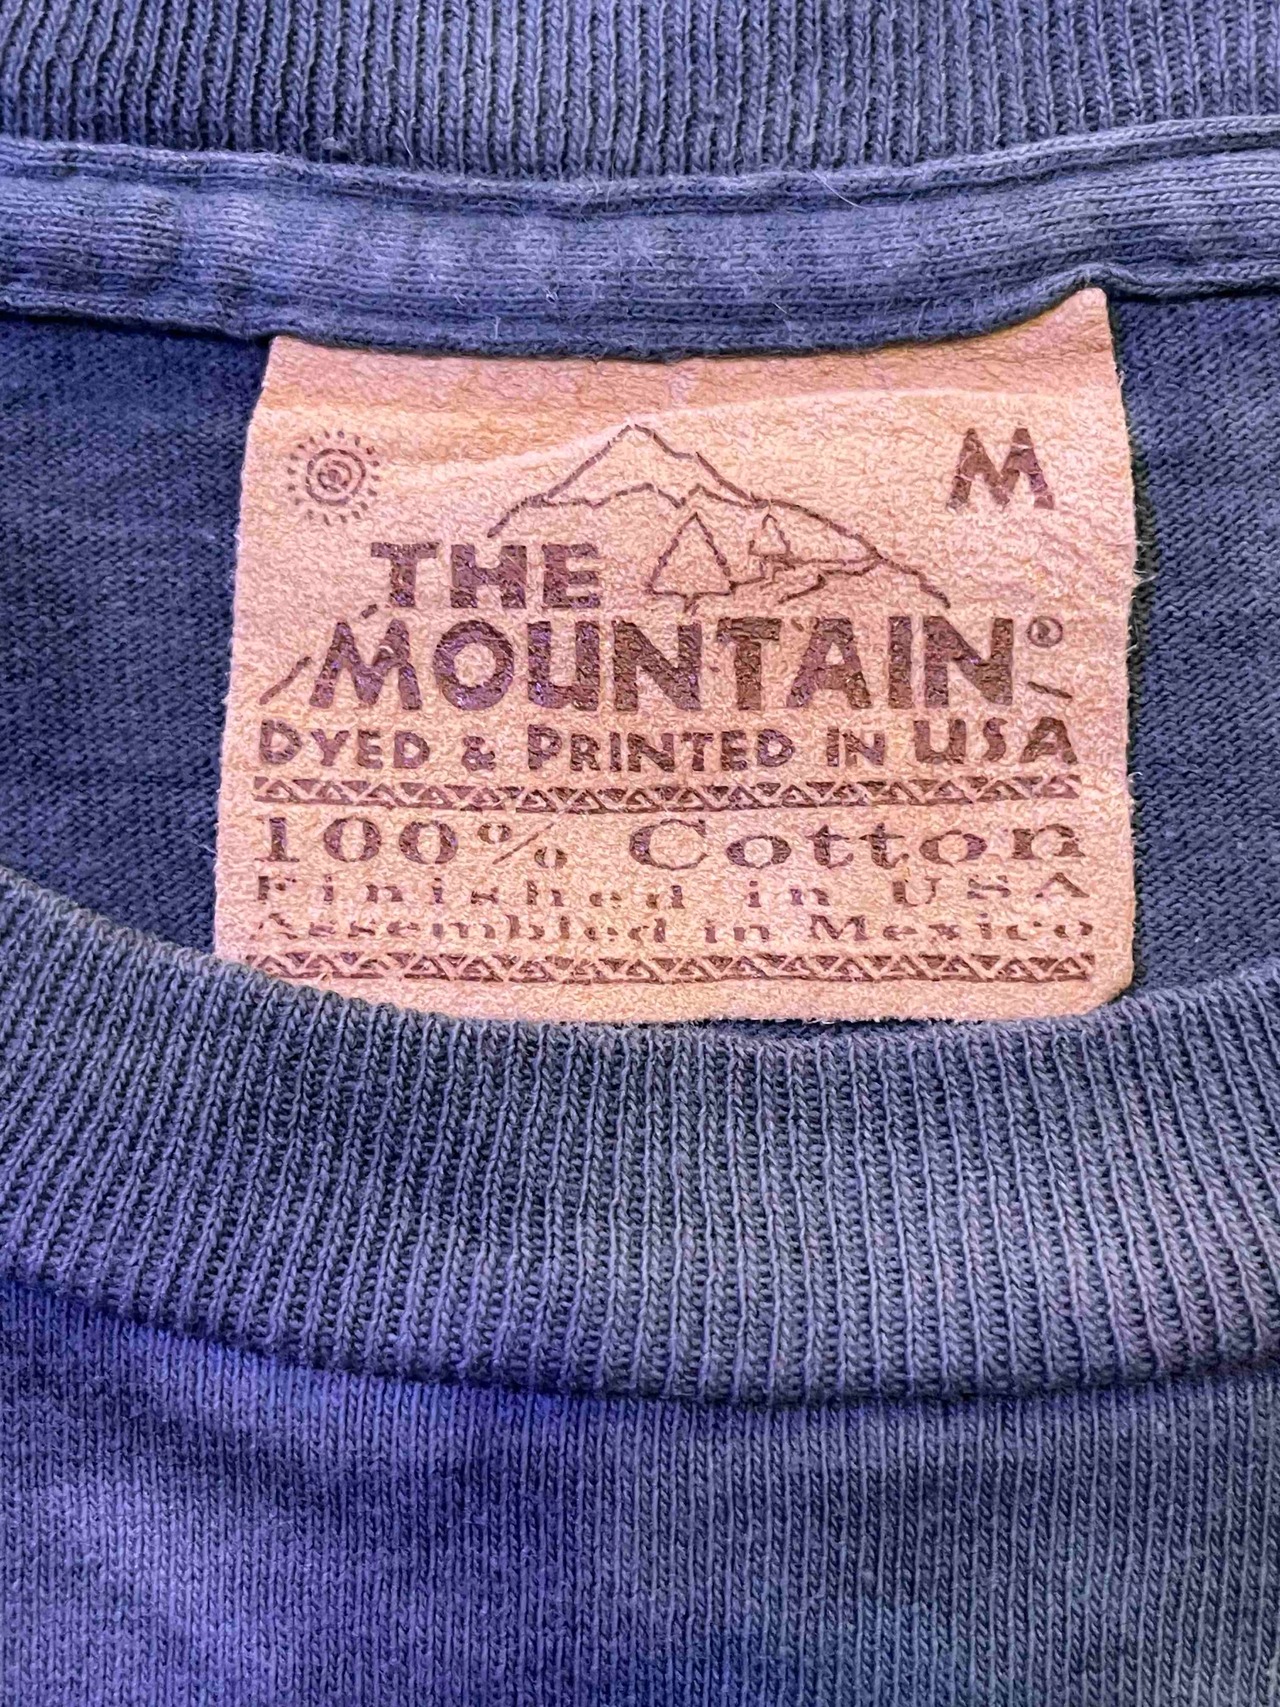 M
THE
MOUNTAIN®
DYED & PRINTED IN USA
100% Cotton
Finished in USA
Assembled in Mexico